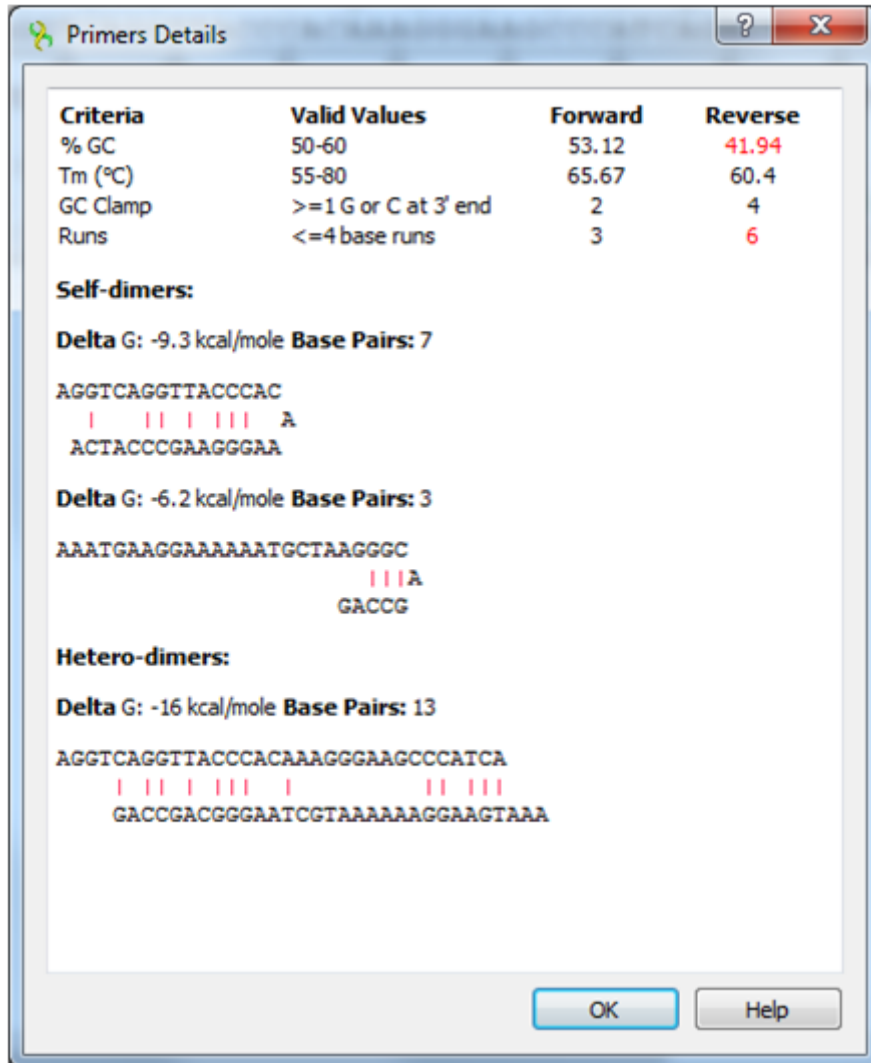 Primers Details
Criteria Valid Values Forward Reverse
% GC 50-60 53.12 41.94
Tm (°C) 55-80 65.67 60.4
GC Clamp >=1 G or C at 3' end 2 4
Runs <=4 base runs 3 6
Self-dimers:
Delta G: -9.3 kcal/mole Base Pairs: 7
AGGTCAGGTTACCCAC
| || | ||| A
ACTACCCGAAGGGAA
Delta G: -6.2 kcal/mole Base Pairs: 3
AAATGAAGGAAAAAATGCTAAGGGC
|||A
GACCG
Hetero-dimers:
Delta G: -16 kcal/mole Base Pairs: 13
AGGTCAGGTTACCCACAAAGGGAAGCCCATCA
| || | ||| | || |||
GACCGACGGGAATCGTAAAAAAGGAAGTAAA
OK Help